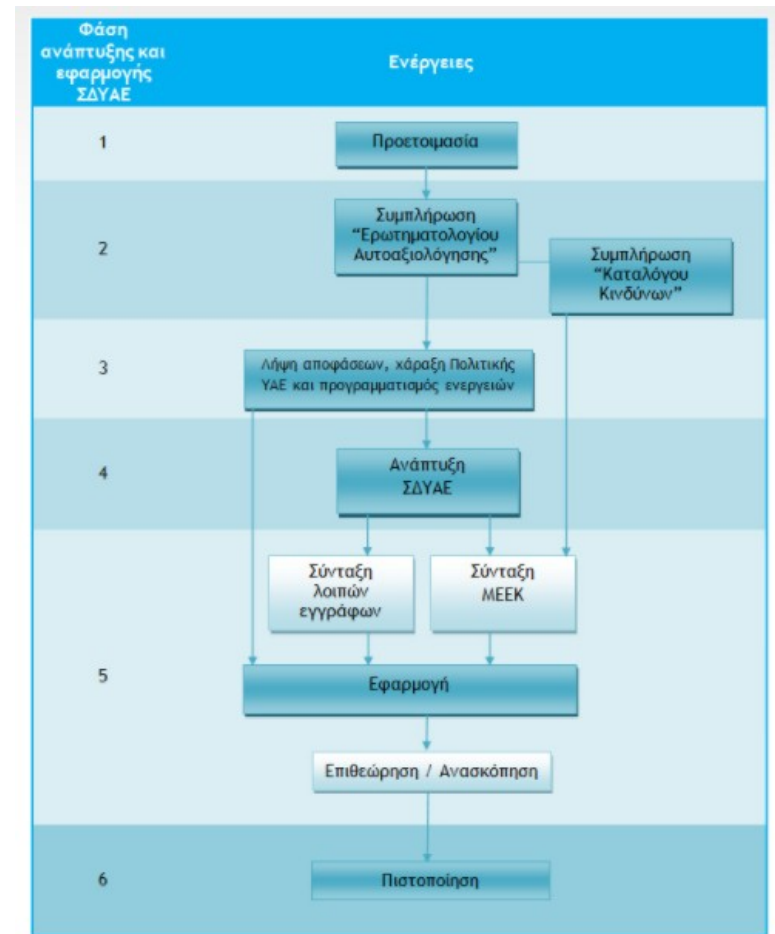 Φάση
ανάπτυξης και
εφαρμογής
ΣΔΥΑΕ
Ενέργειες
1
Προετοιμασία
2
Συμπλήρωση
“Ερωτηματολογίου
Αυτοαξιολόγησης”
Συμπλήρωση
“Καταλόγου
Κινδύνων”
3
Λήψη αποφάσεων, χάραξη Πολιτικής
ΥΑΕ και προγραμματισμός ενεργειών
4
Ανάπτυξη
ΣΔΥΑΕ
Σύνταξη
λοιπών
εγγράφων
Σύνταξη
ΜΕΕΚ
5
Εφαρμογή
Επιθεώρηση / Ανασκόπηση
6
Πιστοποίηση